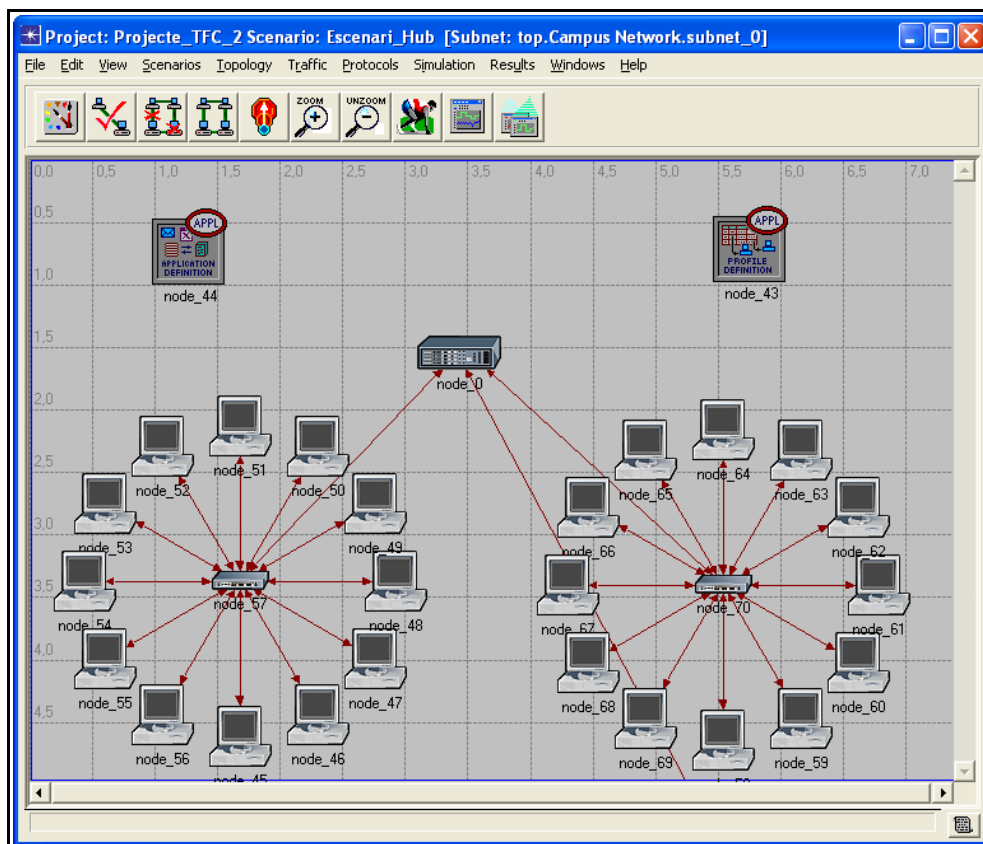 Project: Projecte_TFC_2 Scenario: Escenari_Hub [Subnet: top.Campus Network.subnet_0]
File Edit View Scenarios Topology Traffic Protocols Simulation Results Windows Help
ZOOM UNZOOM
0,0 0,5 1,0 1,5 2,0 2,5 3,0 3,5 4,0 4,5 5,0 5,5 6,0 6,5 7,0
0,5
APPL
APPLICATION
DEFINITION
node_44
APPL
PROFILE
DEFINITION
node_43
1,0
1,5
node_0
2,0
node_51
node_64
2,5
node_52
node_50
node_65
node_63
3,0
node_53
node_49
node_66
node_62
3,5
node_57
node_70
node_54
node_48
node_67
node_61
4,0
node_55
node_47
node_68
node_60
4,5
node_56
node_46
node_69
node_59
node_45